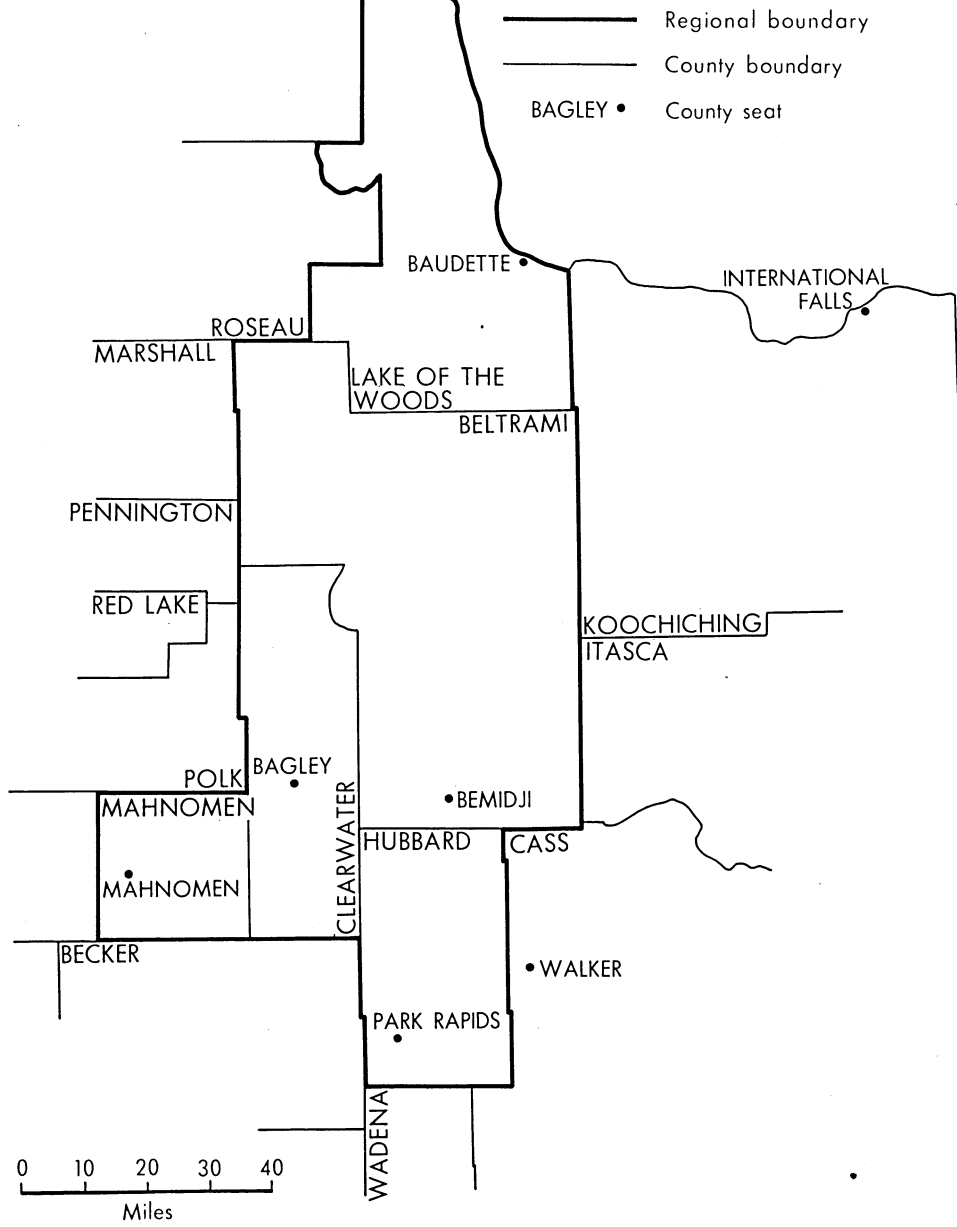 Regional boundary
County boundary
BAGLEY County seat
BAUDETTE
INTERNATIONAL
FALLS
ROSEAU
MARSHALL
LAKE OF THE
WOODS
BELTRAMI
PENNINGTON
RED LAKE
KOOCHICHING
ITASCA
POLK
BAGLEY
MAHNOMEN
BEMIDJI
CLEARWATER
HUBBARD
CASS
MAHNOMEN
BECKER
WALKER
PARK RAPIDS
WADENA
0 10 20 30 40
Miles